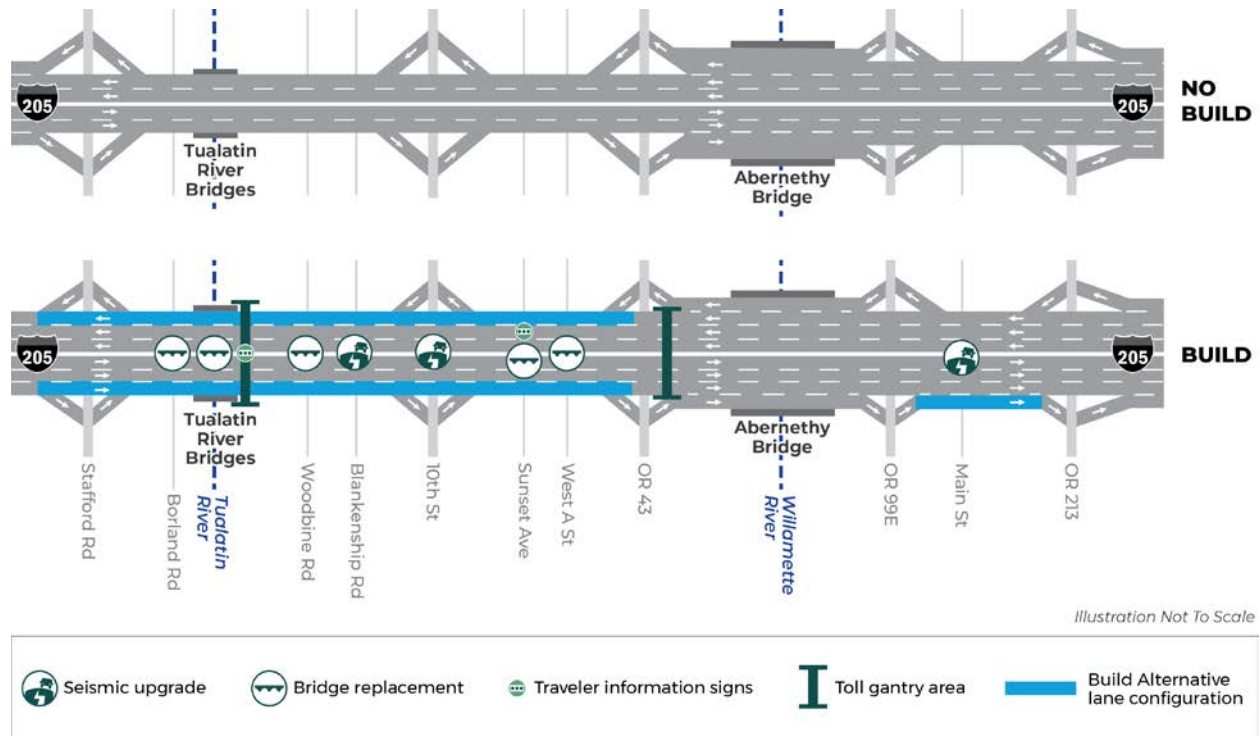 NO
BUILD
205
205
Tualatin
River
Bridges
Abernethy
Bridge
BUILD
205
205
Tualatin
River
Bridges
Abernethy
Bridge
Stafford Rd
Borland Rd
Tualatin
River
Woodbine Rd
Blankenship Rd
10th St
Sunset Ave
West A St
OR 43
Willamette
River
OR 99E
Main St
OR 213
Illustration Not To Scale
Seismic upgrade
Bridge replacement
Traveler information signs
Toll gantry area
Build Alternative
lane configuration